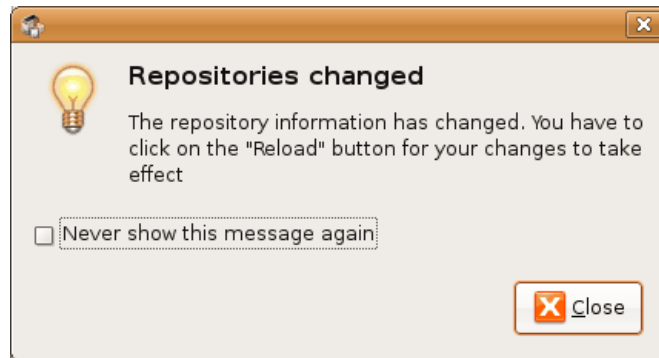 Repositories changed
The repository information has changed. You have to
click on the "Reload" button for your changes to take
effect
Never show this message again
Close